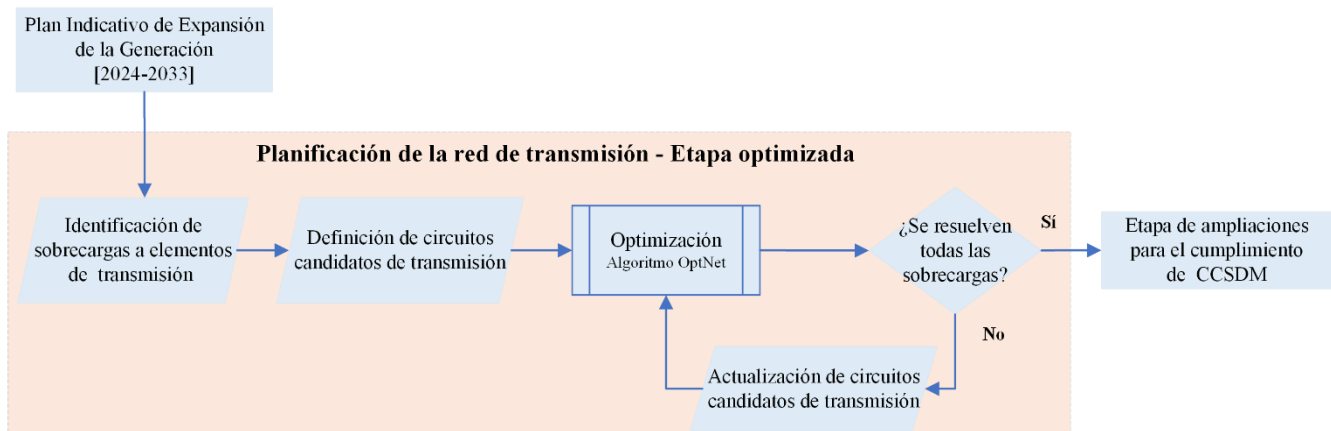 Plan Indicativo de Expansión
de la Generación
[2024-2033]
Planificación de la red de transmisión - Etapa optimizada
Identificación de
sobrecargas a elementos
de transmisión
Definición de circuitos
candidatos de transmisión
Optimización
Algoritmo OptNet
¿Se resuelven
todas las
sobrecargas?
Sí
Etapa de ampliaciones
para el cumplimiento
de CCSDM
No
Actualización de circuitos
candidatos de transmisión